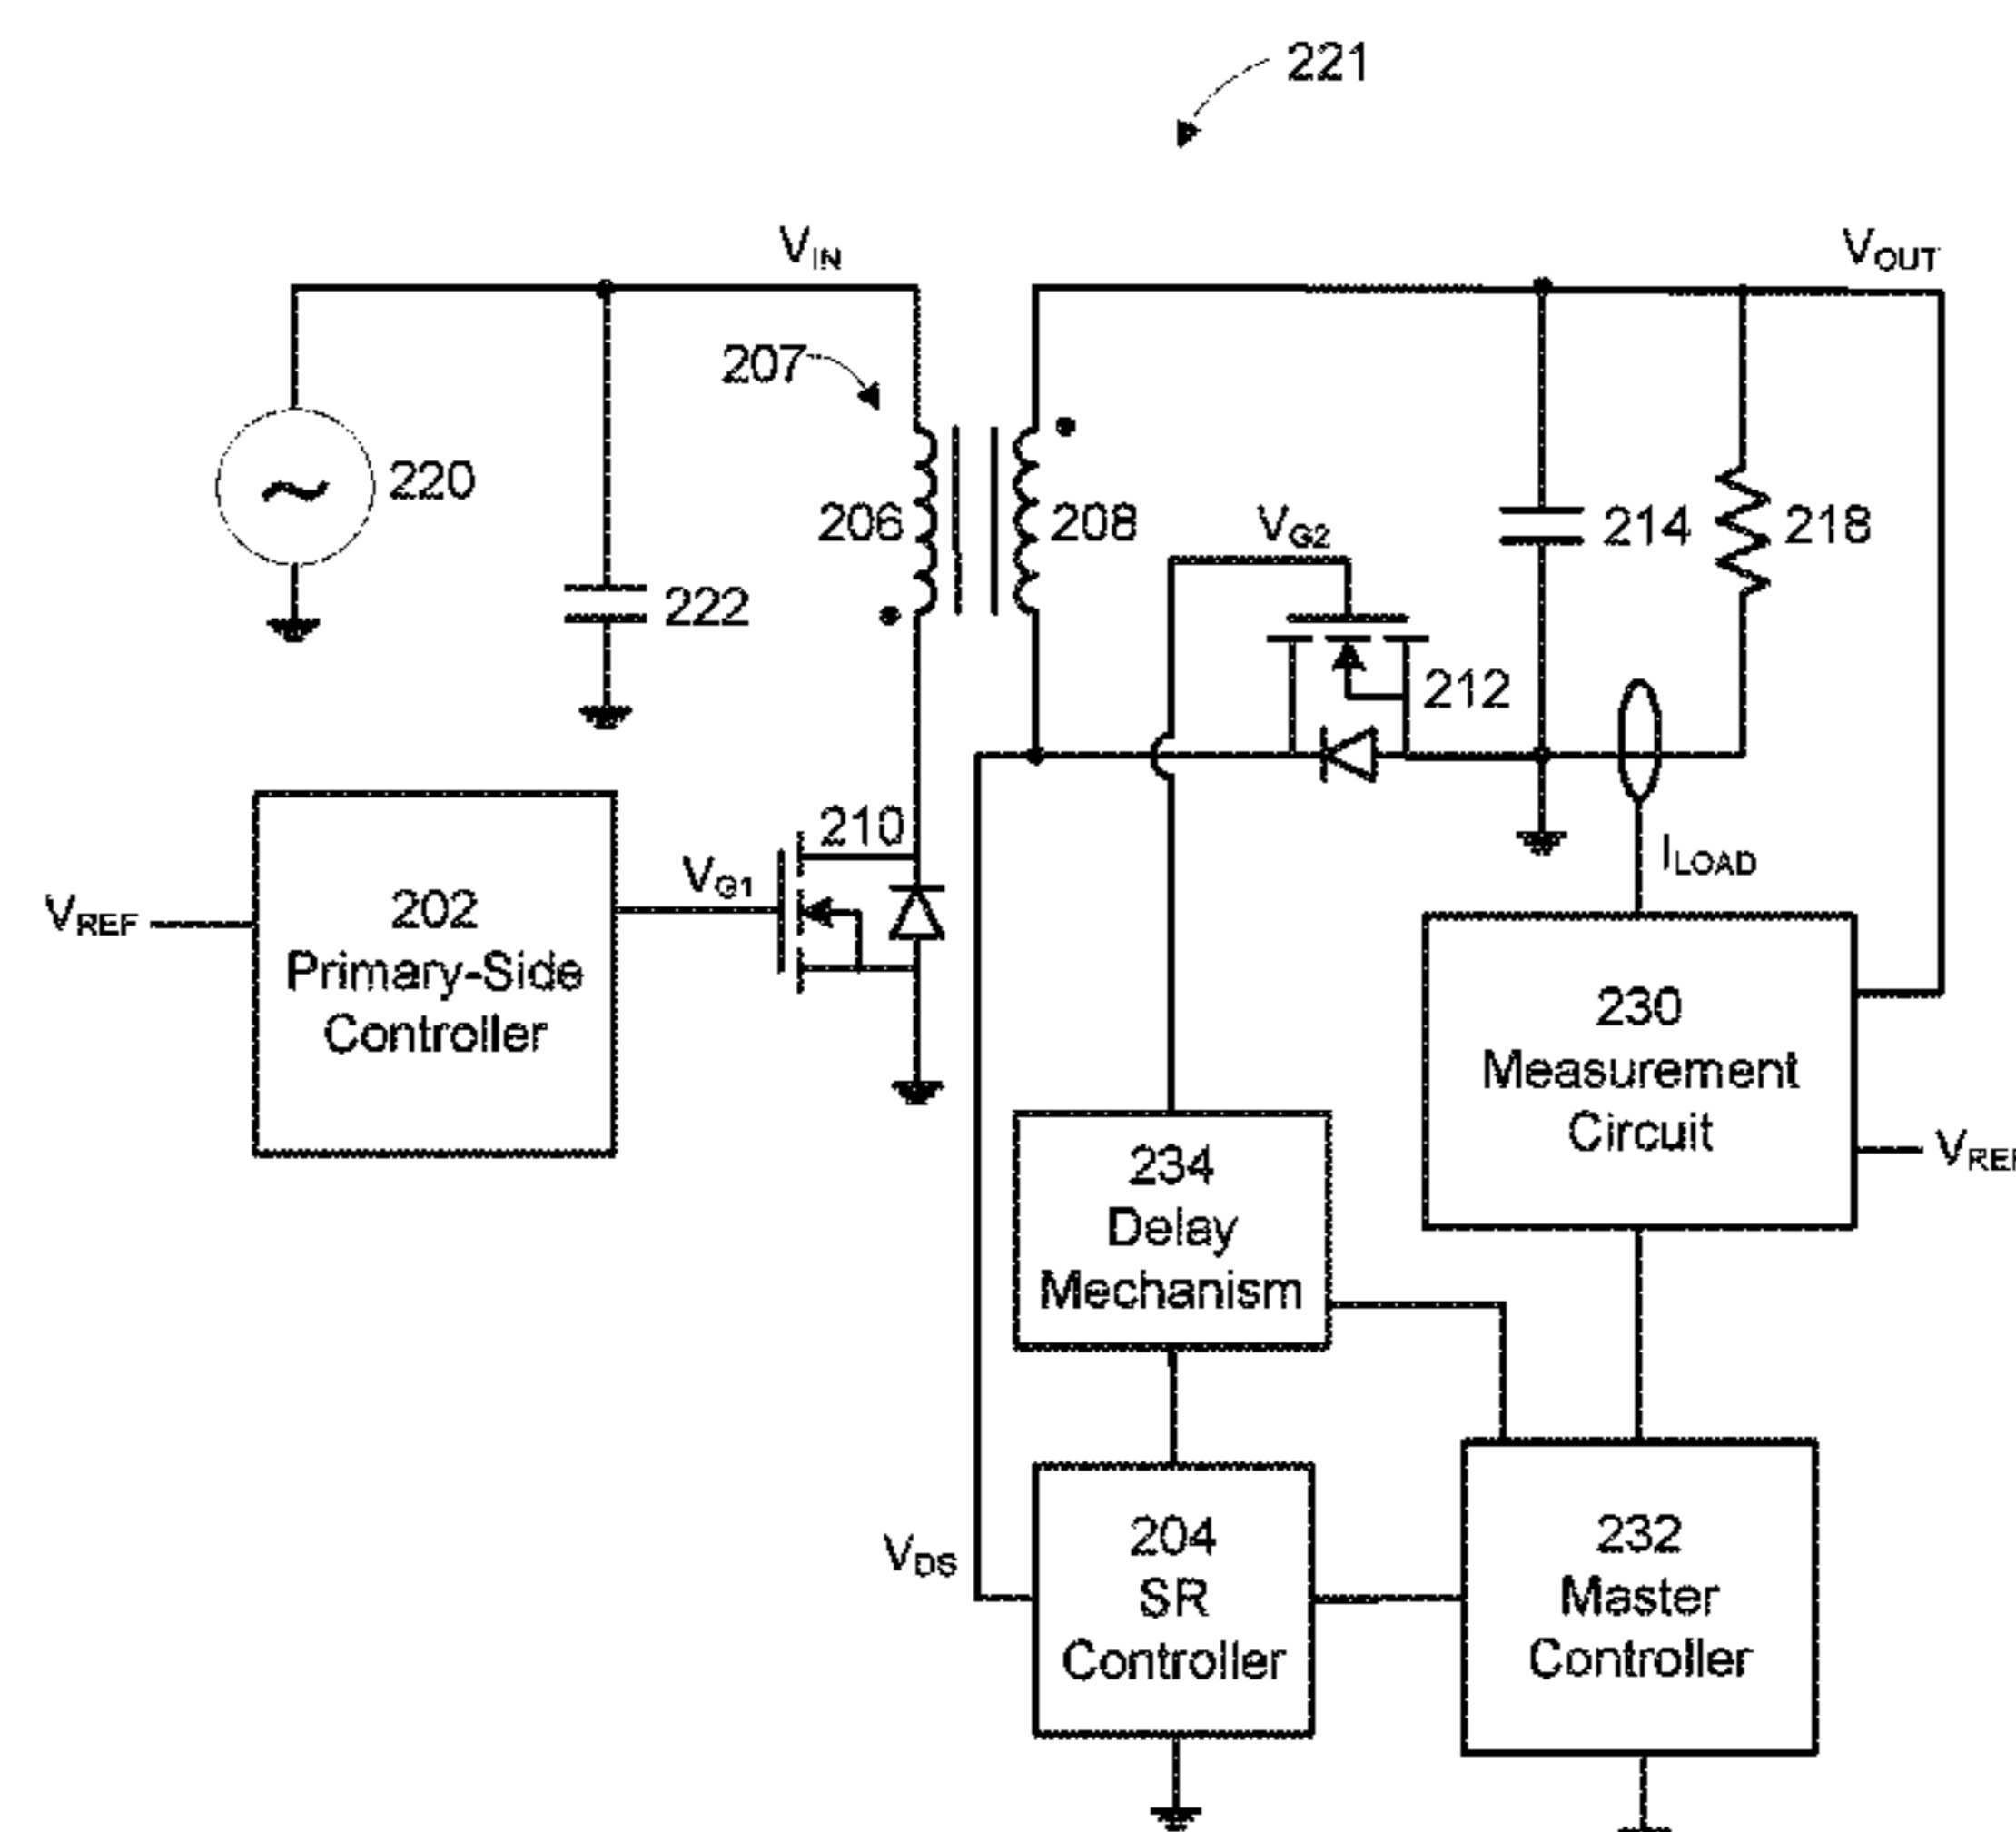 221
VIN
VOUT
207
220
206
208
VG2
214
218
222
212
210
VG1
ILOAD
VREF
202
Primary-Side
Controller
230
Measurement
Circuit
VREF
234
Delay
Mechanism
VDS
204
SR
Controller
232
Master
Controller